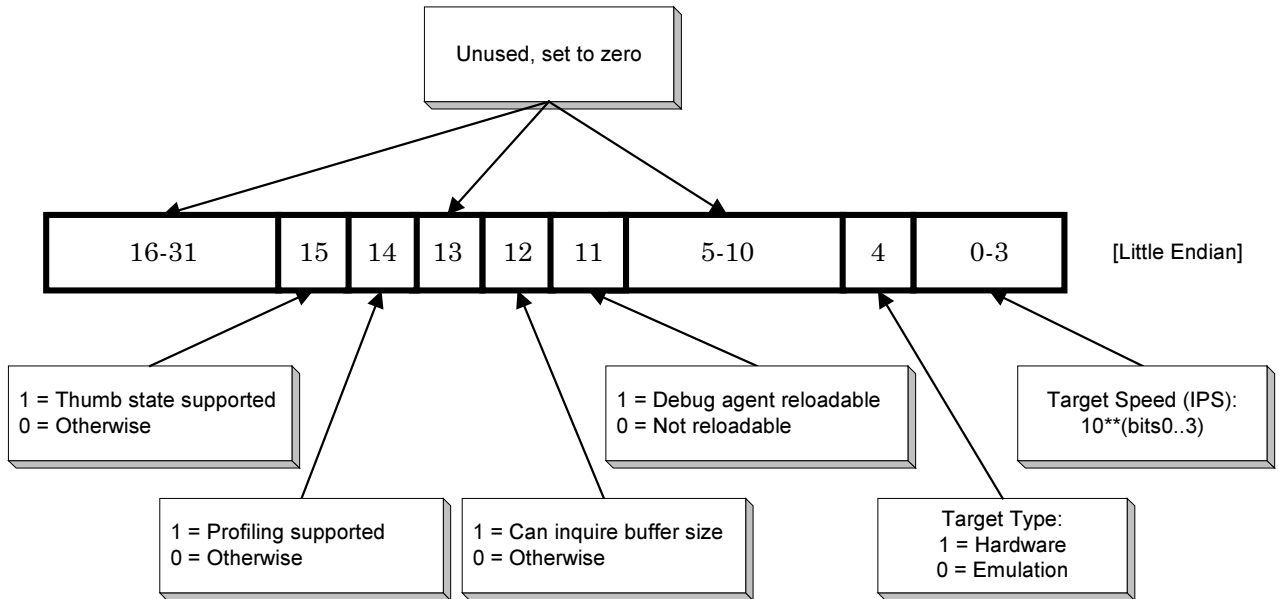 Unused, set to zero
16-31 15 14 13 12 11 5-10 4 0-3 [Little Endian]
1 = Thumb state supported
0 = Otherwise
1 = Debug agent reloadable
0 = Not reloadable
Target Speed (IPS):
10**(bits0..3)
1 = Profiling supported
0 = Otherwise
1 = Can inquire buffer size
0 = Otherwise
Target Type:
1 = Hardware
0 = Emulation